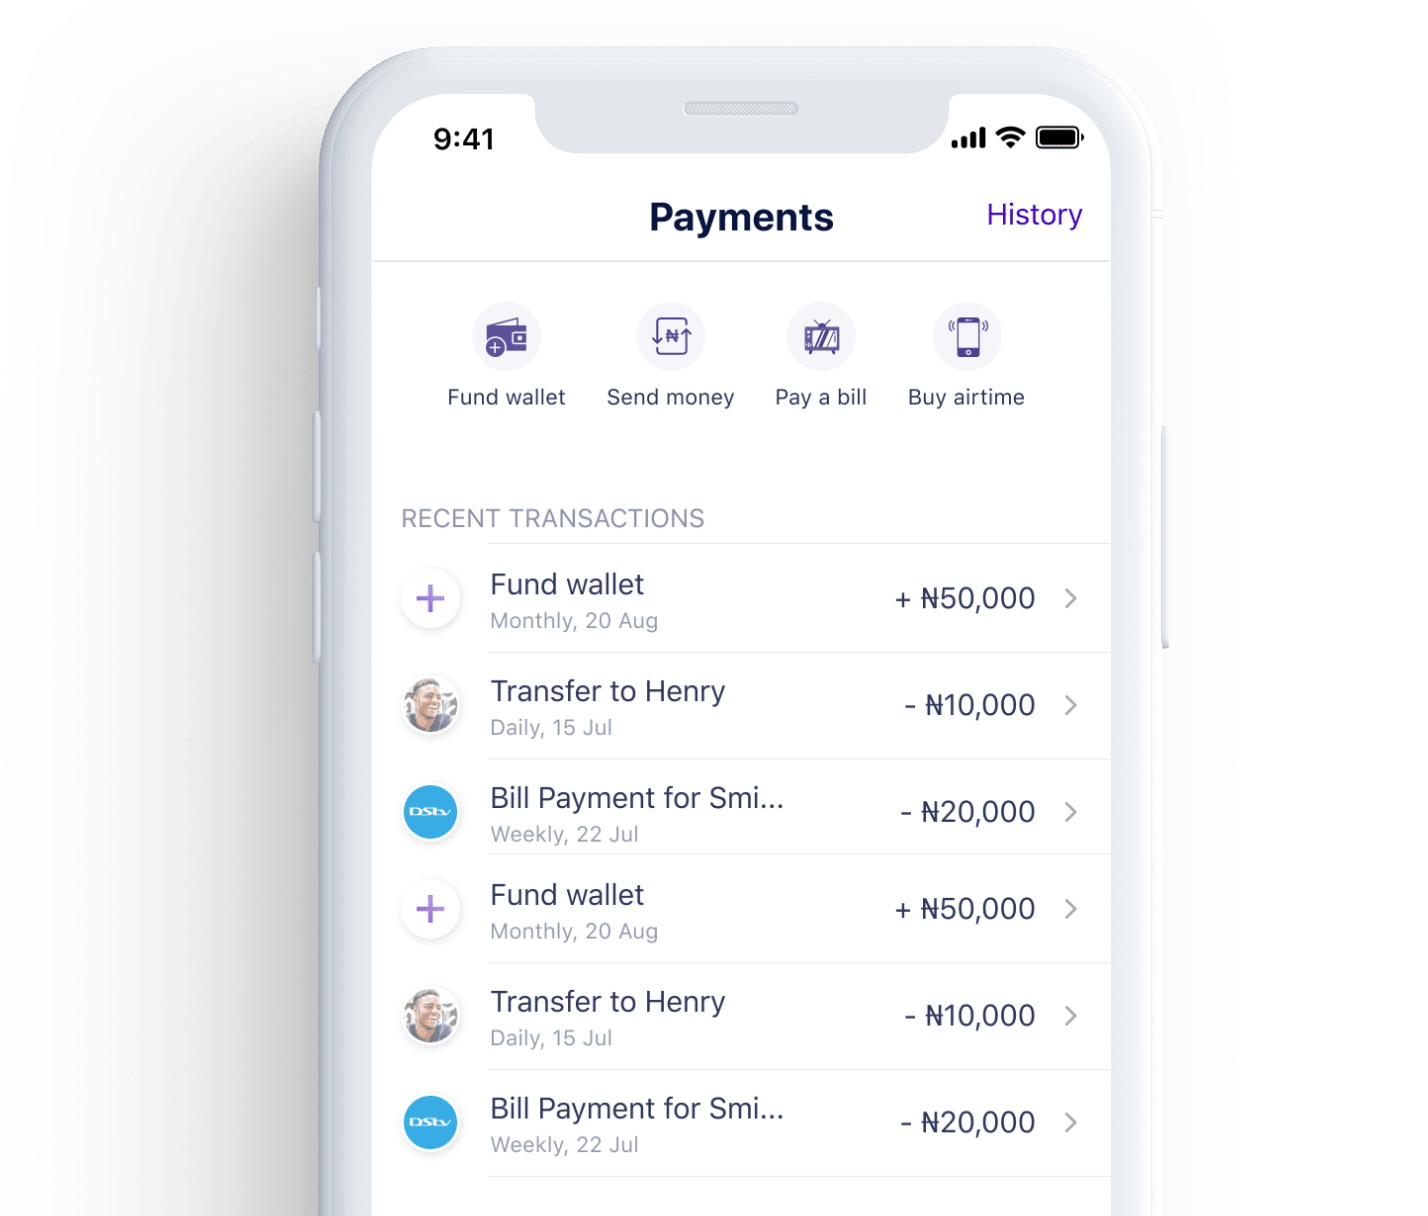 9:41
Payments
History
Fund wallet
Send money
Pay a bill
Buy airtime
RECENT TRANSACTIONS
Fund wallet
+ ₦50,000
Monthly, 20 Aug
Transfer to Henry
- ₦10,000
Daily, 15 Jul
DStv
Bill Payment for Smi...
- ₦20,000
Weekly, 22 Jul
Fund wallet
+ ₦50,000
Monthly, 20 Aug
Transfer to Henry
- ₦10,000
Daily, 15 Jul
DStv
Bill Payment for Smi...
- ₦20,000
Weekly, 22 Jul